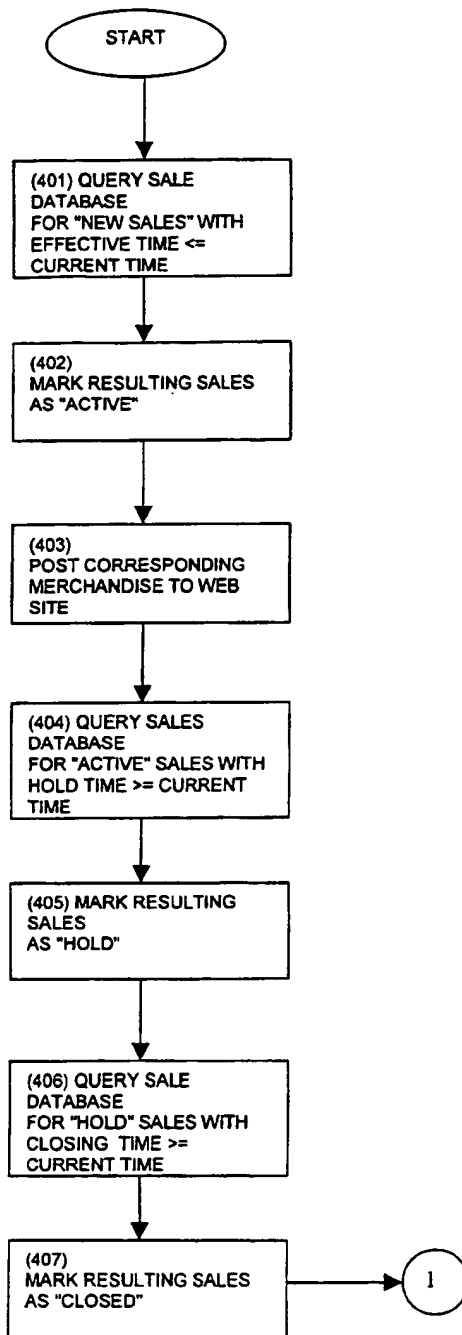 START
(401) QUERY SALE
DATABASE
FOR "NEW SALES" WITH
EFFECTIVE TIME <=
CURRENT TIME
(402)
MARK RESULTING SALES
AS "ACTIVE"
(403)
POST CORRESPONDING
MERCHANDISE TO WEB
SITE
(404) QUERY SALES
DATABASE
FOR "ACTIVE" SALES WITH
HOLD TIME >= CURRENT
TIME
(405) MARK RESULTING
SALES
AS "HOLD"
(406) QUERY SALE
DATABASE
FOR "HOLD" SALES WITH
CLOSING TIME >=
CURRENT TIME
(407)
MARK RESULTING SALES
AS "CLOSED"
1